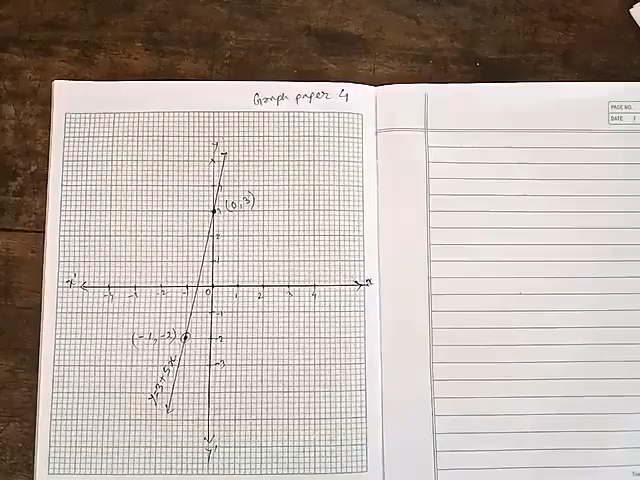 Graph paper 4
PAGE NO.
DATE
Y
3 (0,3)
2
1
X' -4 -3 -2 -1 0 1 2 3 4 X
-1
(-1,-2) -2
-3
y=3+5x
Y'